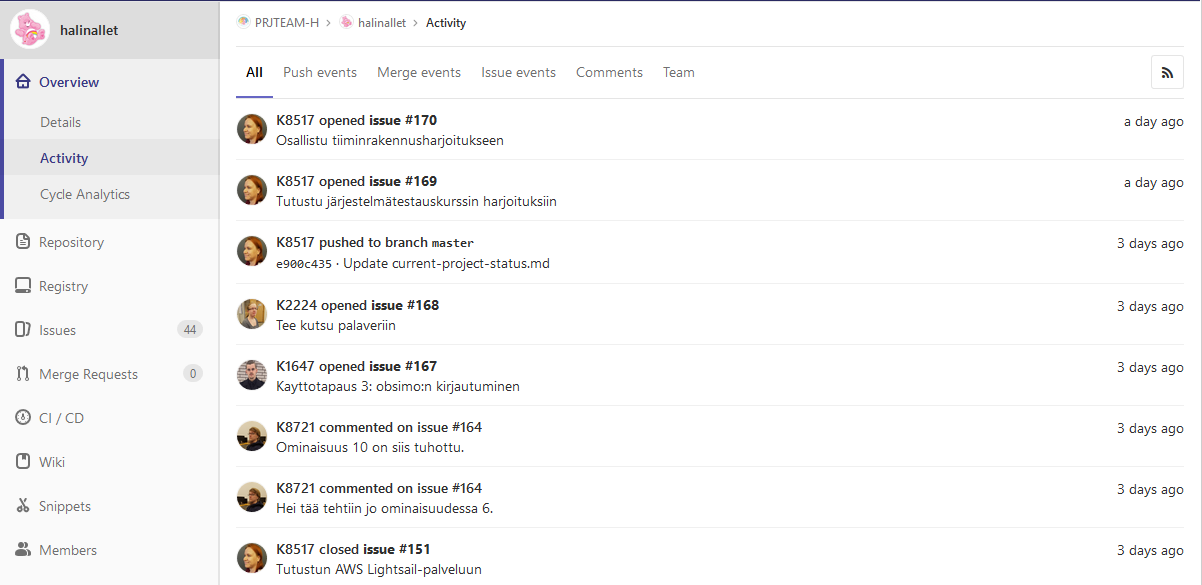 halinallet
Overview
Details
Activity
Cycle Analytics
Repository
Registry
Issues 44
Merge Requests 0
CI / CD
Wiki
Snippets
Members
PRJTEAM-H > halinallet > Activity
All Push events Merge events Issue events Comments Team
K8517 opened issue #170 a day ago
Osallistu tiiminrakennusharjoitukseen
K8517 opened issue #169 a day ago
Tutustu järjestelmätestauskurssin harjoituksiin
K8517 pushed to branch master 3 days ago
e900c435 · Update current-project-status.md
K2224 opened issue #168 3 days ago
Tee kutsu palaveriin
K1647 opened issue #167 3 days ago
Kayttotapaus 3: obsimo:n kirjautuminen
K8721 commented on issue #164 3 days ago
Ominaisuus 10 on siis tuhottu.
K8721 commented on issue #164 3 days ago
Hei tää tehtiin jo ominaisuudessa 6.
K8517 closed issue #151 3 days ago
Tutustun AWS Lightsail-palveluun